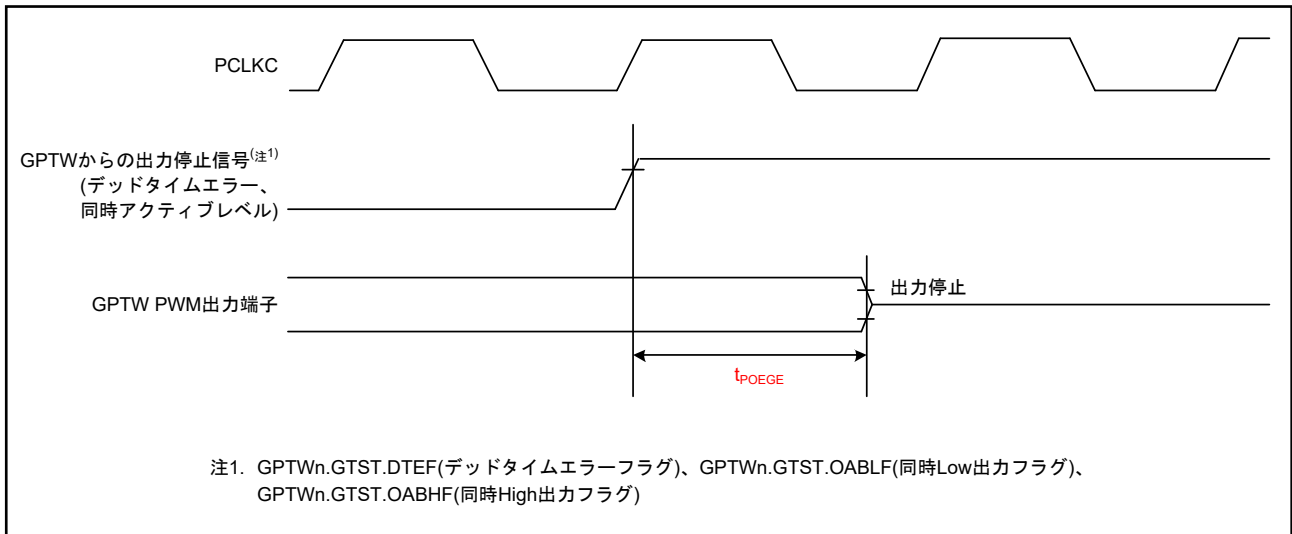 PCLKC
GPTWからの出力停止信号(注1)
(デッドタイムエラー、
同時アクティブレベル)
GPTW PWM出力端子
出力停止
tPOEGE
注1. GPTWn.GTST.DTEF(デッドタイムエラーフラグ)、GPTWn.GTST.OABLF(同時Low出力フラグ)、
GPTWn.GTST.OABHF(同時High出力フラグ)